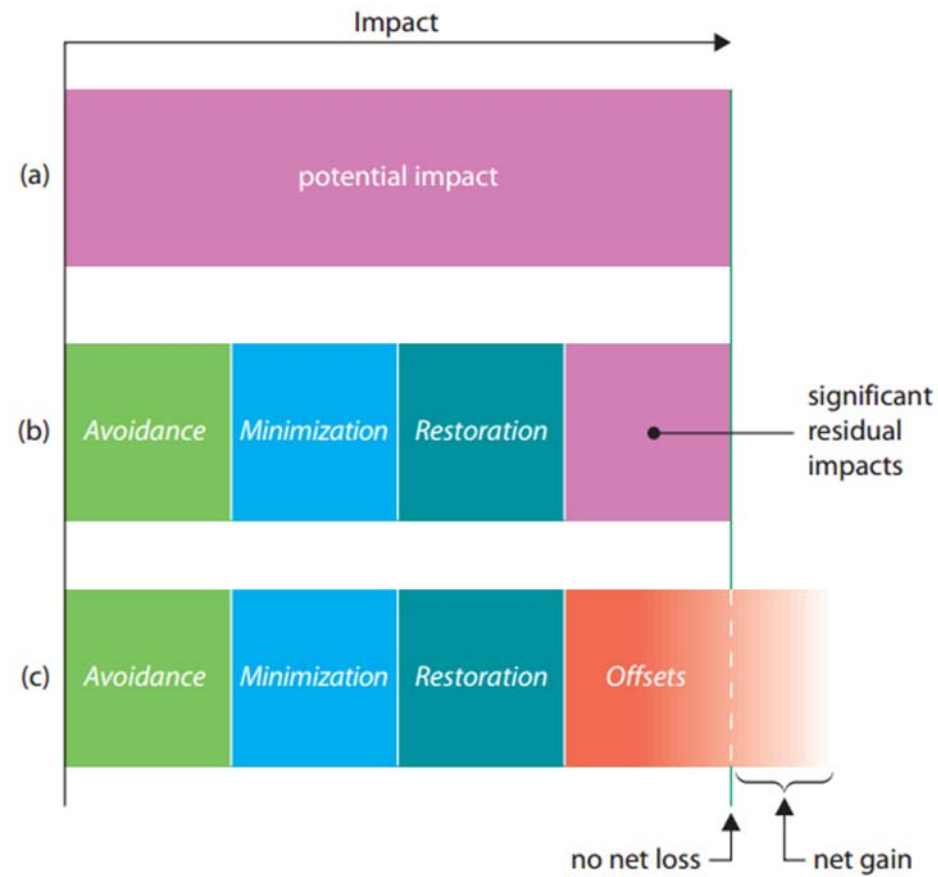 Impact
(a)
potential impact
(b)
Avoidance
Minimization
Restoration
significant
residual
impacts
(c)
Avoidance
Minimization
Restoration
Offsets
no net loss
net gain